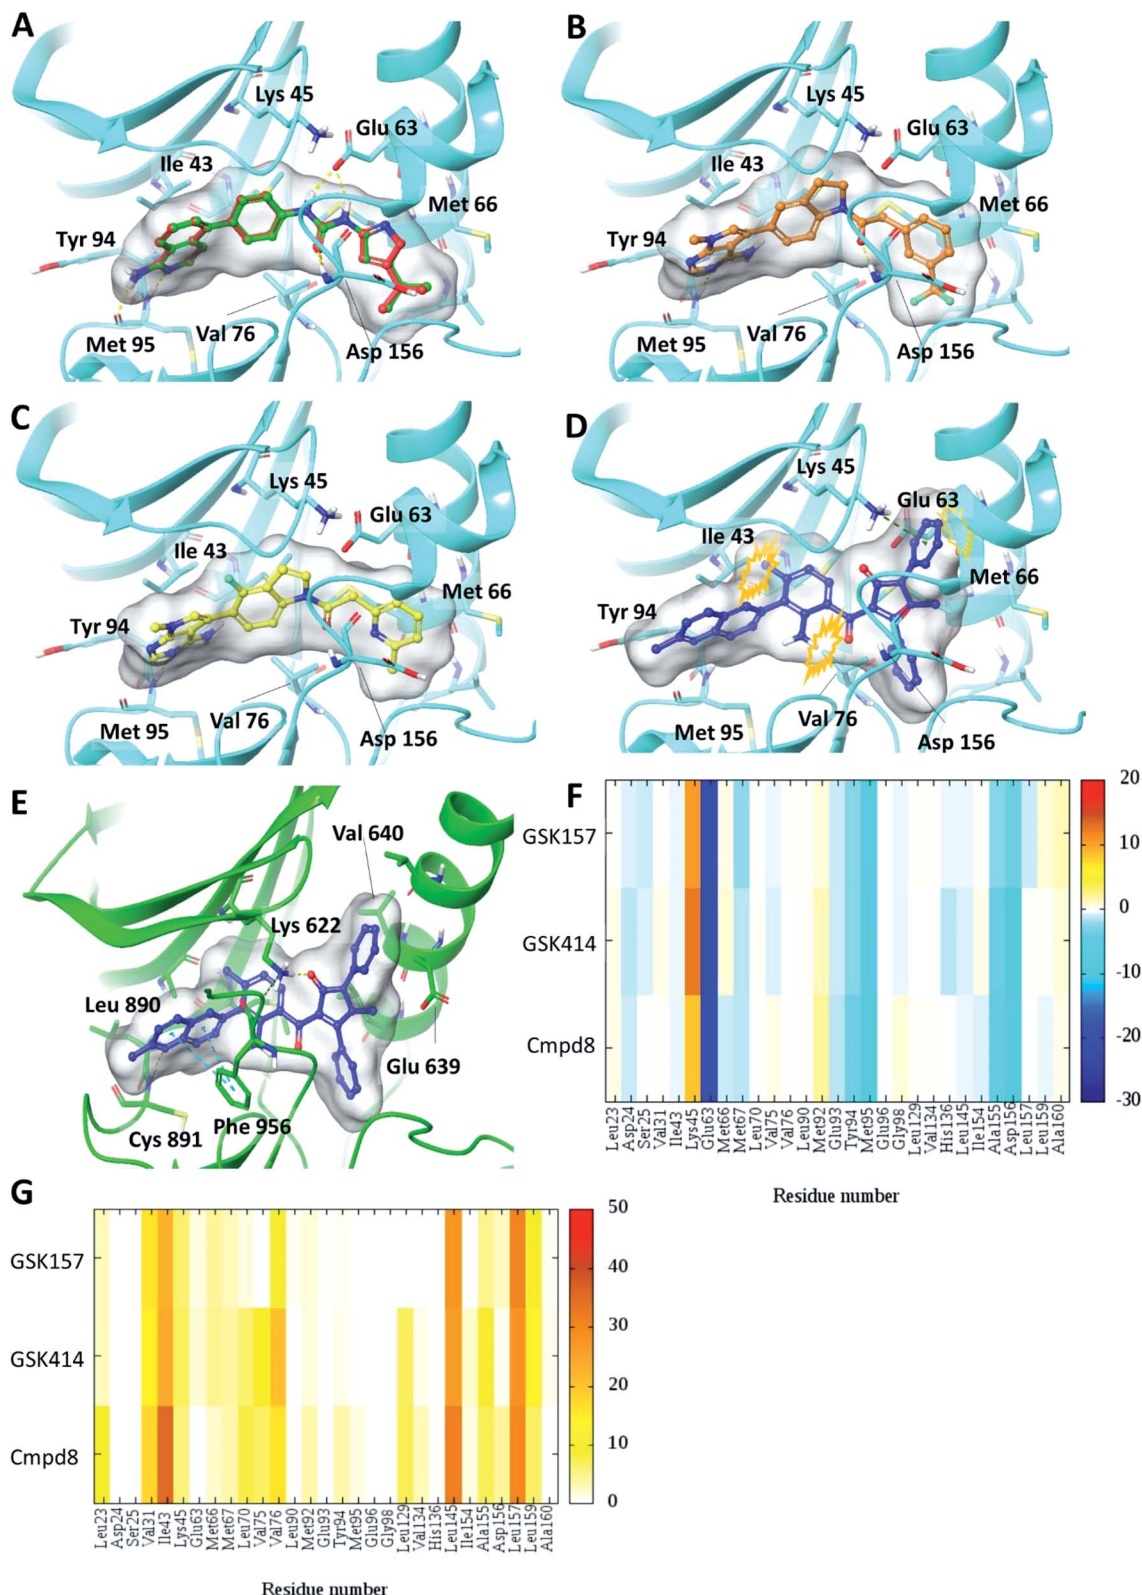 A
Lys 45
Glu 63
Ile 43
Met 66
Tyr 94
Met 95
Val 76
Asp 156
B
Lys 45
Glu 63
Ile 43
Met 66
Tyr 94
Met 95
Val 76
Asp 156
C
Lys 45
Glu 63
Ile 43
Met 66
Tyr 94
Met 95
Val 76
Asp 156
D
Lys 45
Glu 63
Ile 43
Met 66
Tyr 94
Met 95
Val 76
Asp 156
E
Val 640
Lys 622
Leu 890
Glu 639
Cys 891
Phe 956
F
GSK157
GSK414
Cmpd8
20
10
0
-10
-20
-30
Leu23
Asp24
Ser25
Val31
Ile43
Lys45
Glu63
Met66
Met67
Leu70
Val75
Val76
Leu90
Met92
Glu93
Tyr94
Met95
Glu96
Gly98
Leu129
Val134
His136
Leu145
Ile154
Ala155
Asp156
Leu157
Leu159
Ala160
Residue number
G
GSK157
GSK414
Cmpd8
50
40
30
20
10
0
Leu23
Asp24
Ser25
Val31
Ile43
Lys45
Glu63
Met66
Met67
Leu70
Val75
Val76
Leu90
Met92
Glu93
Tyr94
Met95
Glu96
Gly98
Leu129
Val134
His136
Leu145
Ile154
Ala155
Asp156
Leu157
Leu159
Ala160
Residue number